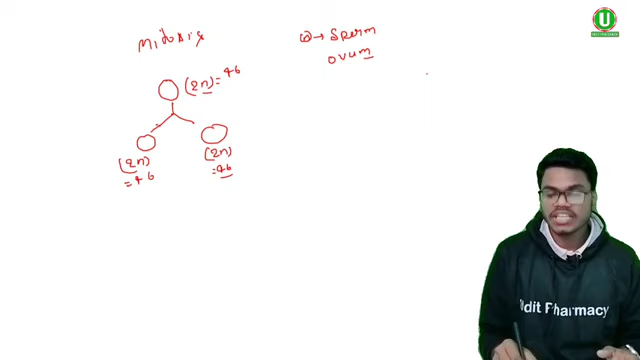 Mitosis
(2n) = 46
(2n)
= 46
(2n)
= 46
→ Sperm
ovum
U
Udit Pharmacy